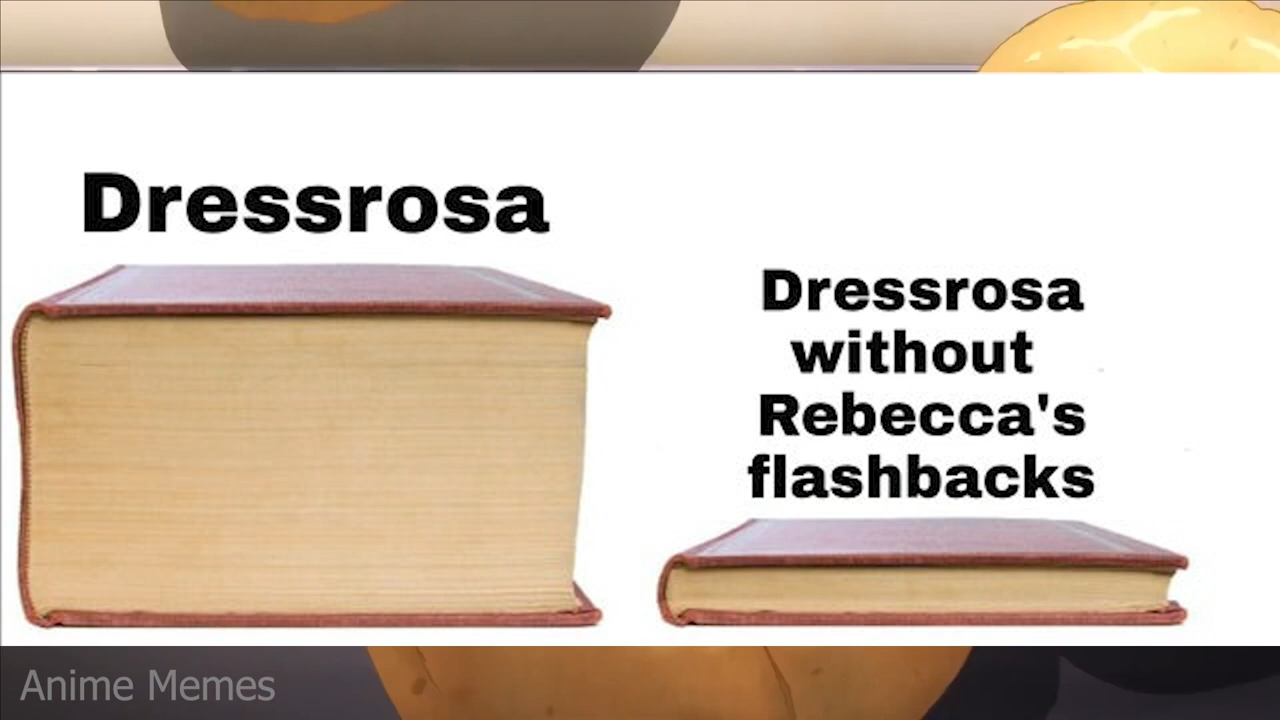 Dressrosa
Dressrosa
without
Rebecca's
flashbacks
Anime Memes